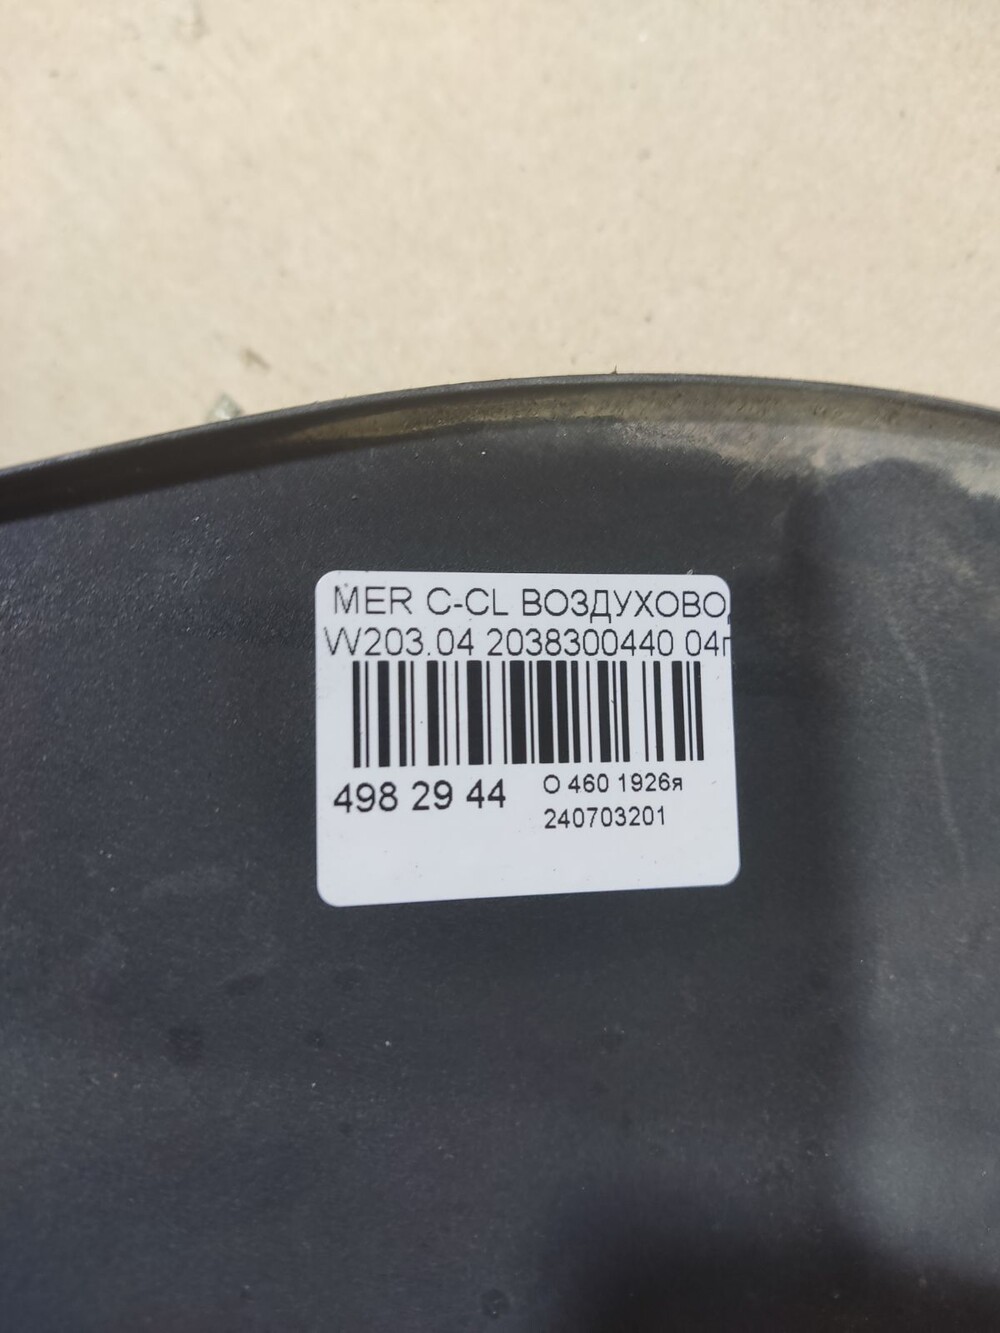 MER C-CL ВОЗДУХОВО
W203.04 2038300440 04г
498 29 44
О 460 1926я
240703201